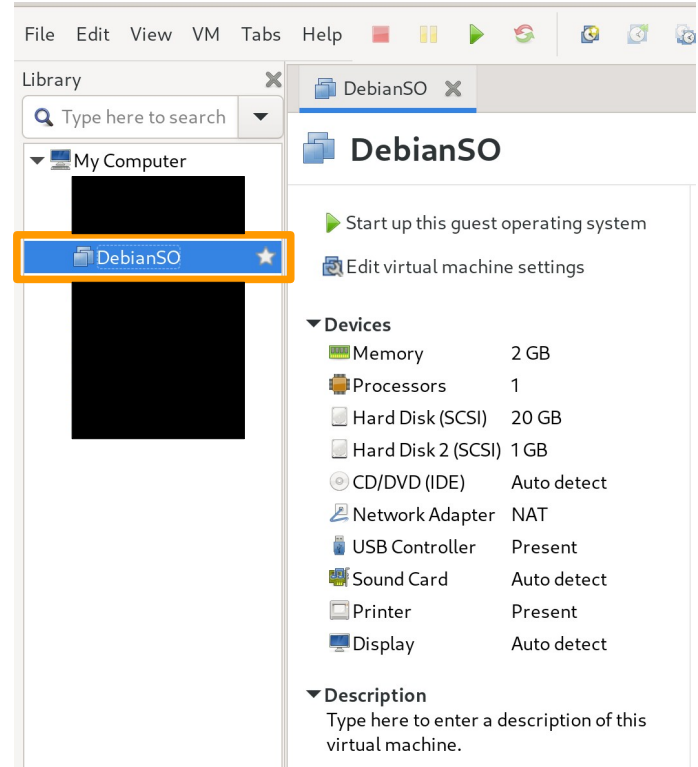 File Edit View VM Tabs Help
Library
DebianSO
Type here to search
My Computer
DebianSO
DebianSO
Start up this guest operating system
Edit virtual machine settings
Devices
Memory 2 GB
Processors 1
Hard Disk (SCSI) 20 GB
Hard Disk 2 (SCSI) 1 GB
CD/DVD (IDE) Auto detect
Network Adapter NAT
USB Controller Present
Sound Card Auto detect
Printer Present
Display Auto detect
Description
Type here to enter a description of this
virtual machine.